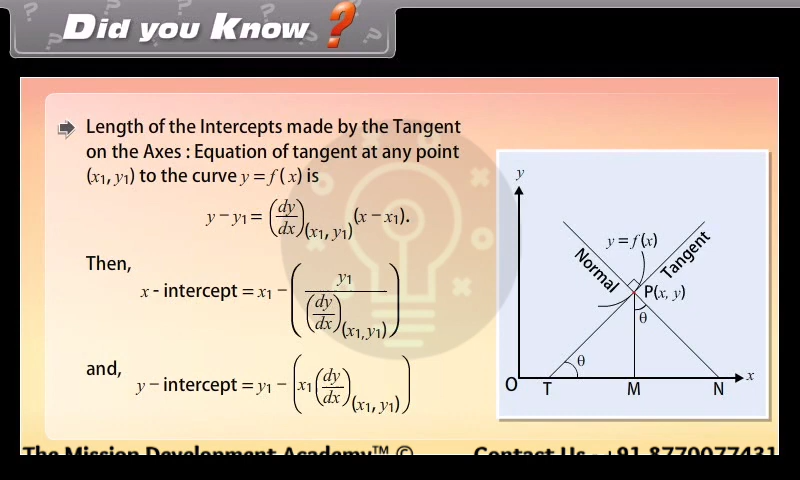 Did you Know ?
Length of the Intercepts made by the Tangent
on the Axes : Equation of tangent at any point
(x₁, y₁) to the curve y = f(x) is
y − y₁ = (dy/dx)(x₁, y₁) (x − x₁).
Then,
x - intercept = x₁ − (y₁/(dy/dx)(x₁, y₁))
and,
y − intercept = y₁ − (x₁(dy/dx)(x₁, y₁))
y
y = f(x)
Normal
Tangent
P(x, y)
θ
θ
O
T
M
N
x
The Mission Development Academy™ © Contact Us - +91 8770077431